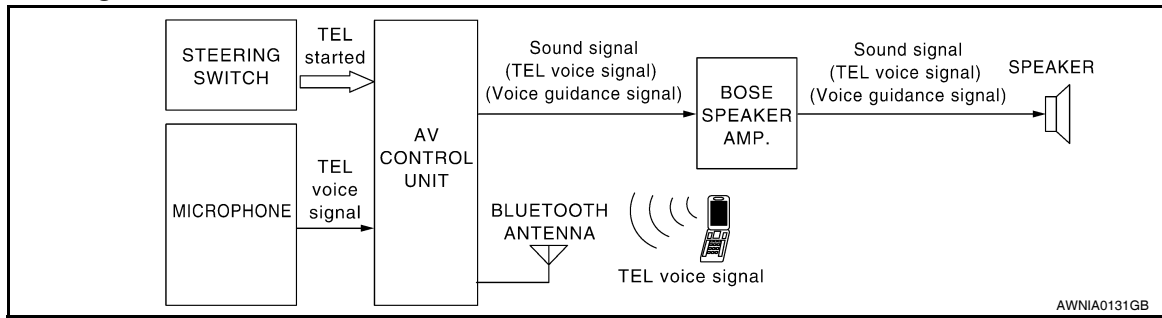 STEERING
SWITCH
TEL
started
MICROPHONE
TEL
voice
signal
AV
CONTROL
UNIT
Sound signal
(TEL voice signal)
(Voice guidance signal)
BOSE
SPEAKER
AMP.
Sound signal
(TEL voice signal)
(Voice guidance signal)
SPEAKER
BLUETOOTH
ANTENNA
TEL voice signal
AWNIA0131GB